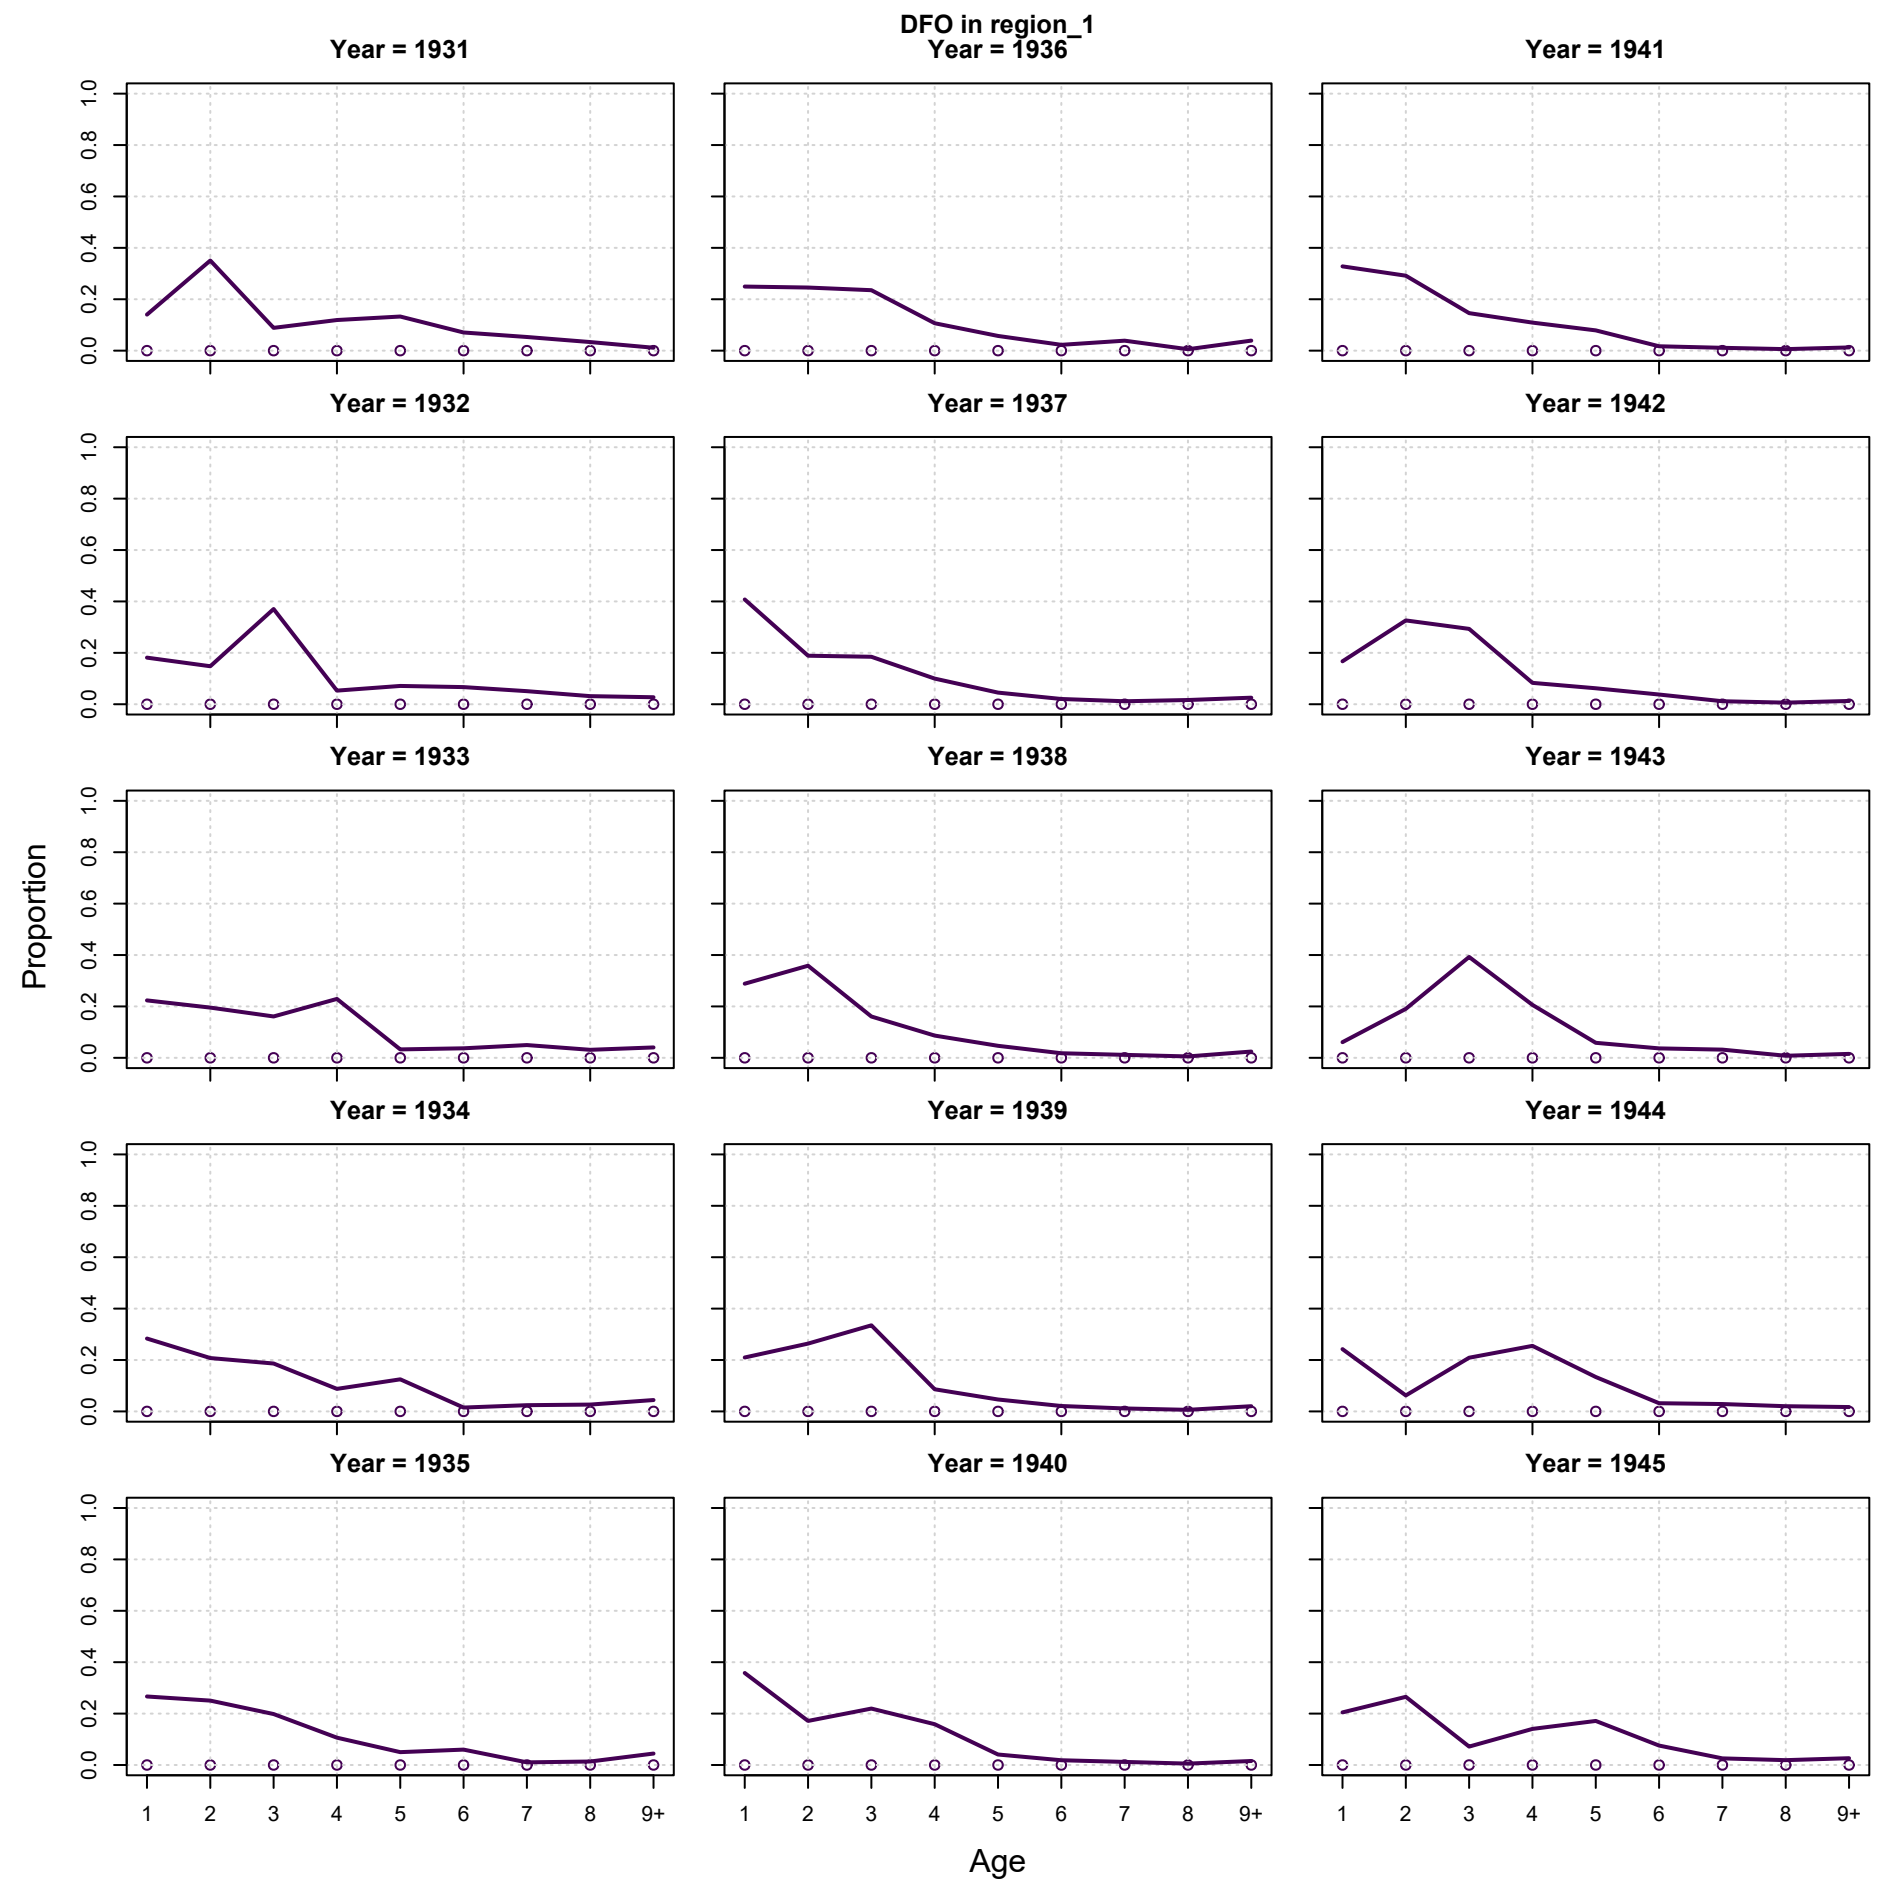 DFO in region_1
Year = 1931 Year = 1936 Year = 1941
0.0 0.2 0.4 0.6 0.8 1.0
Year = 1932 Year = 1937 Year = 1942
0.0 0.2 0.4 0.6 0.8 1.0
Year = 1933 Year = 1938 Year = 1943
0.0 0.2 0.4 0.6 0.8 1.0
Proportion
Year = 1934 Year = 1939 Year = 1944
0.0 0.2 0.4 0.6 0.8 1.0
Year = 1935 Year = 1940 Year = 1945
0.0 0.2 0.4 0.6 0.8 1.0
1 2 3 4 5 6 7 8 9+ 1 2 3 4 5 6 7 8 9+ 1 2 3 4 5 6 7 8 9+
Age